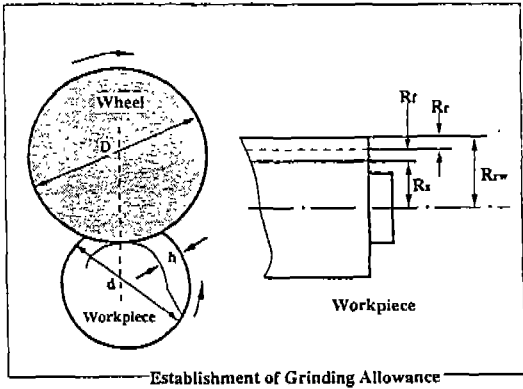 Wheel
D
h
d
Workpiece
Rf
Rr
Rrw
Rs
Workpiece
Establishment of Grinding Allowance